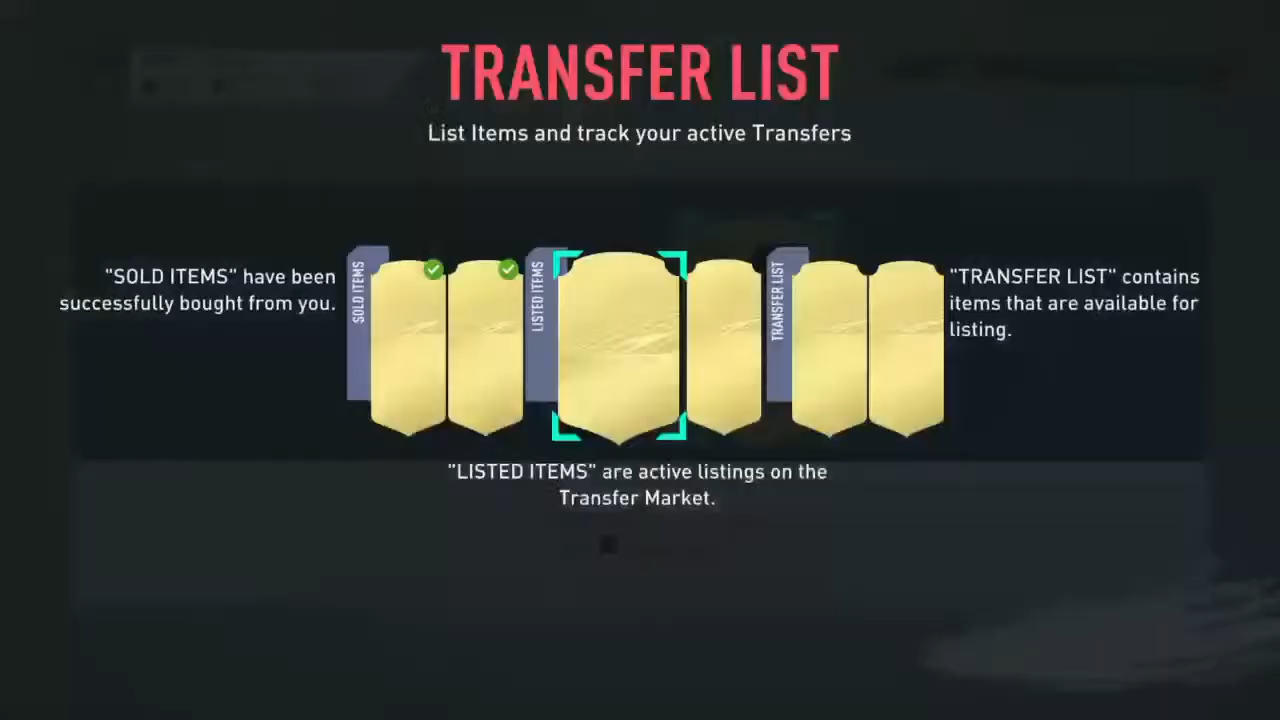 TRANSFER LIST
List Items and track your active Transfers
"SOLD ITEMS" have been
successfully bought from you.
SOLD ITEMS
LISTED ITEMS
TRANSFER LIST
"TRANSFER LIST" contains
items that are available for
listing.
"LISTED ITEMS" are active listings on the
Transfer Market.